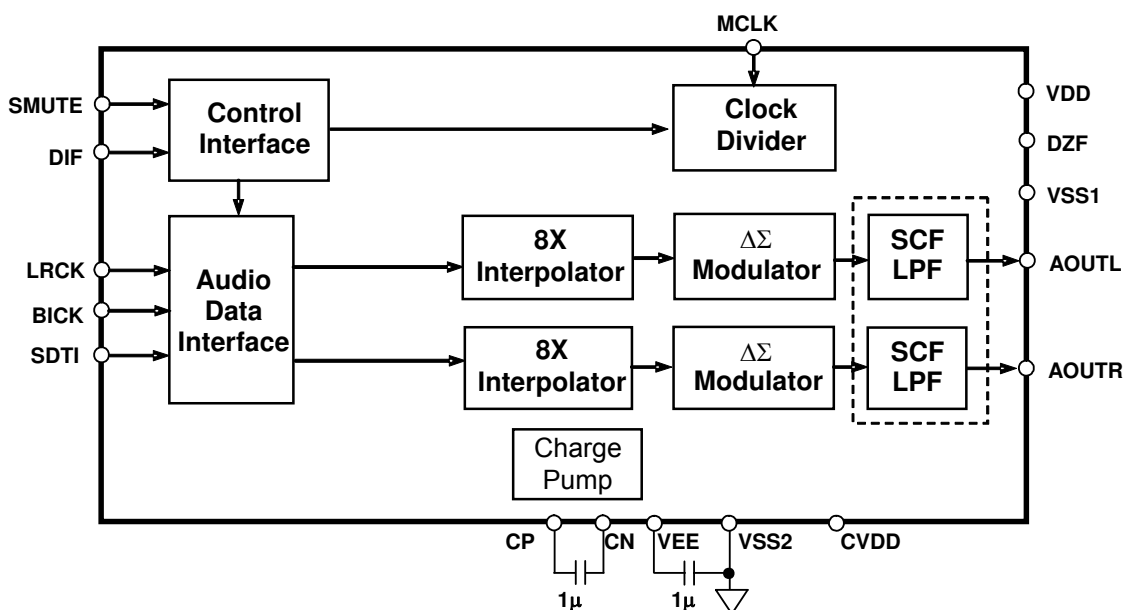 MCLK
SMUTE
DIF
Control
Interface
Clock
Divider
VDD
DZF
VSS1
LRCK
BICK
SDTI
Audio
Data
Interface
8X
Interpolator
ΔΣ
Modulator
SCF
LPF
AOUTL
8X
Interpolator
ΔΣ
Modulator
SCF
LPF
AOUTR
Charge
Pump
CP
CN
VEE
VSS2
CVDD
1μ
1μ